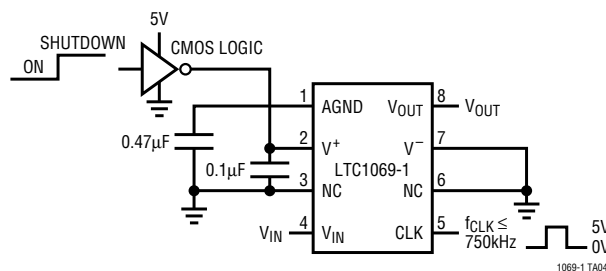 5V
SHUTDOWN
CMOS LOGIC
ON
1 AGND VOUT 8 VOUT
0.47µF
2 V+ V− 7
0.1µF
LTC1069-1
3 NC NC 6
VIN 4 VIN CLK 5 fCLK ≤
750kHz
5V
0V
1069-1 TA04